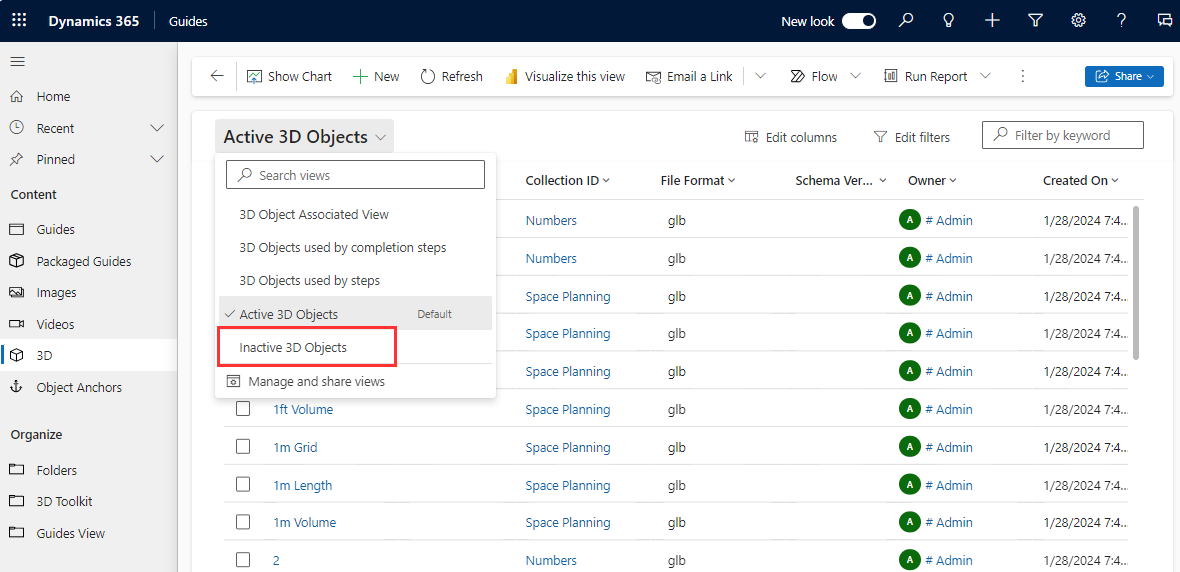 Dynamics 365 Guides New look
Show Chart New Refresh Visualize this view Email a Link Flow Run Report Share
Home
Recent
Pinned
Content
Guides
Packaged Guides
Images
Videos
3D
Object Anchors
Organize
Folders
3D Toolkit
Guides View
Active 3D Objects Edit columns Edit filters Filter by keyword
Search views
3D Object Associated View
3D Objects used by completion steps
3D Objects used by steps
Active 3D Objects Default
Inactive 3D Objects
Manage and share views
Collection ID File Format Schema Ver... Owner Created On
Numbers glb A # Admin 1/28/2024 7:4...
Numbers glb A # Admin 1/28/2024 7:4...
Space Planning glb A # Admin 1/28/2024 7:4...
Space Planning glb A # Admin 1/28/2024 7:4...
Space Planning glb A # Admin 1/28/2024 7:4...
1ft Volume Space Planning glb A # Admin 1/28/2024 7:4...
1m Grid Space Planning glb A # Admin 1/28/2024 7:4...
1m Length Space Planning glb A # Admin 1/28/2024 7:4...
1m Volume Space Planning glb A # Admin 1/28/2024 7:4...
2 Numbers glb A # Admin 1/28/2024 7:4...